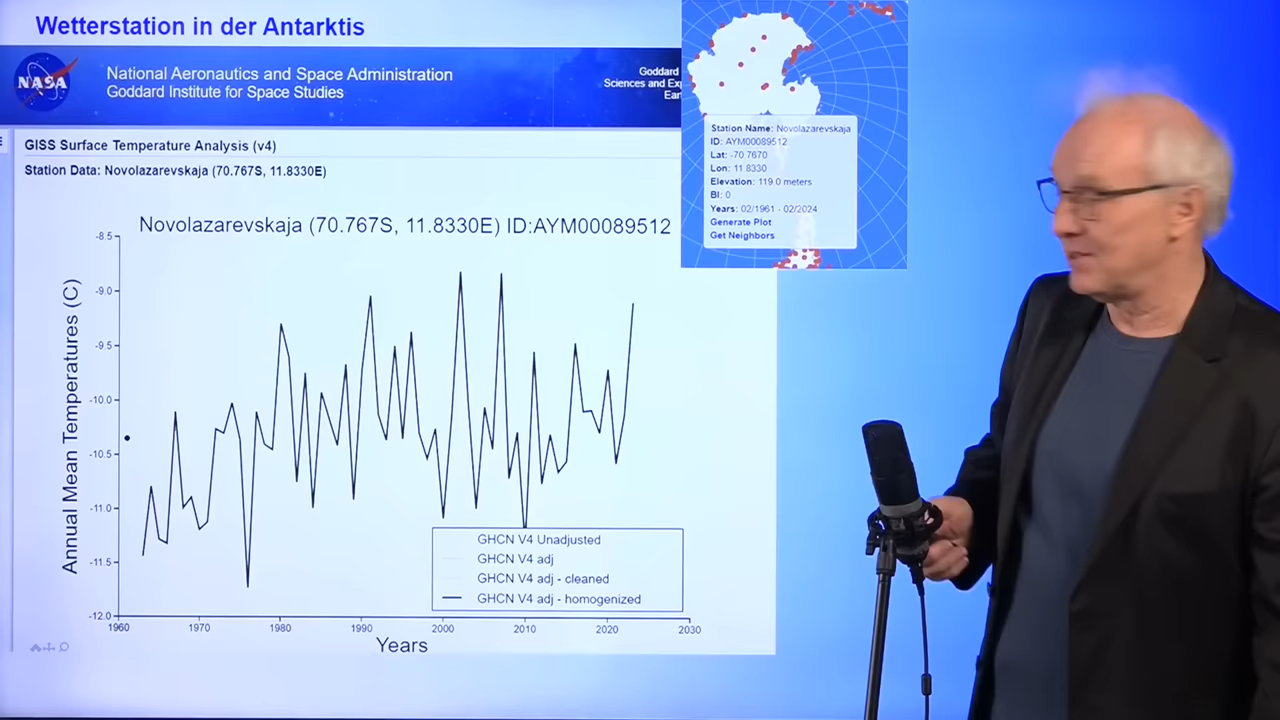 Wetterstation in der Antarktis
NASA
National Aeronautics and Space Administration
Goddard Institute for Space Studies
Goddard
Sciences and Exp
Ear
E
GISS Surface Temperature Analysis (v4)
Station Data: Novolazarevskaja (70.767S, 11.8330E)
Station Name: Novolazarevskaja
ID: AYM00089512
Lat: -70.7670
Lon: 11.8330
Elevation: 119.0 meters
BI: 0
Years: 02/1961 - 02/2024
Generate Plot
Get Neighbors
Novolazarevskaja (70.767S, 11.8330E) ID:AYM00089512
Annual Mean Temperatures (C)
-8.5
-9.0
-9.5
-10.0
-10.5
-11.0
-11.5
-12.0
GHCN V4 Unadjusted
GHCN V4 adj
GHCN V4 adj - cleaned
GHCN V4 adj - homogenized
1960 1970 1980 1990 2000 2010 2020 2030
Years